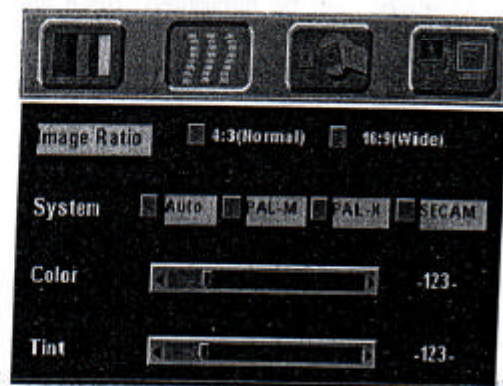 Image Ratio 4:3(Normal) 16:9(Wide)
System Auto PAL-M PAL-N SECAM
Color -123-
Tint -123-